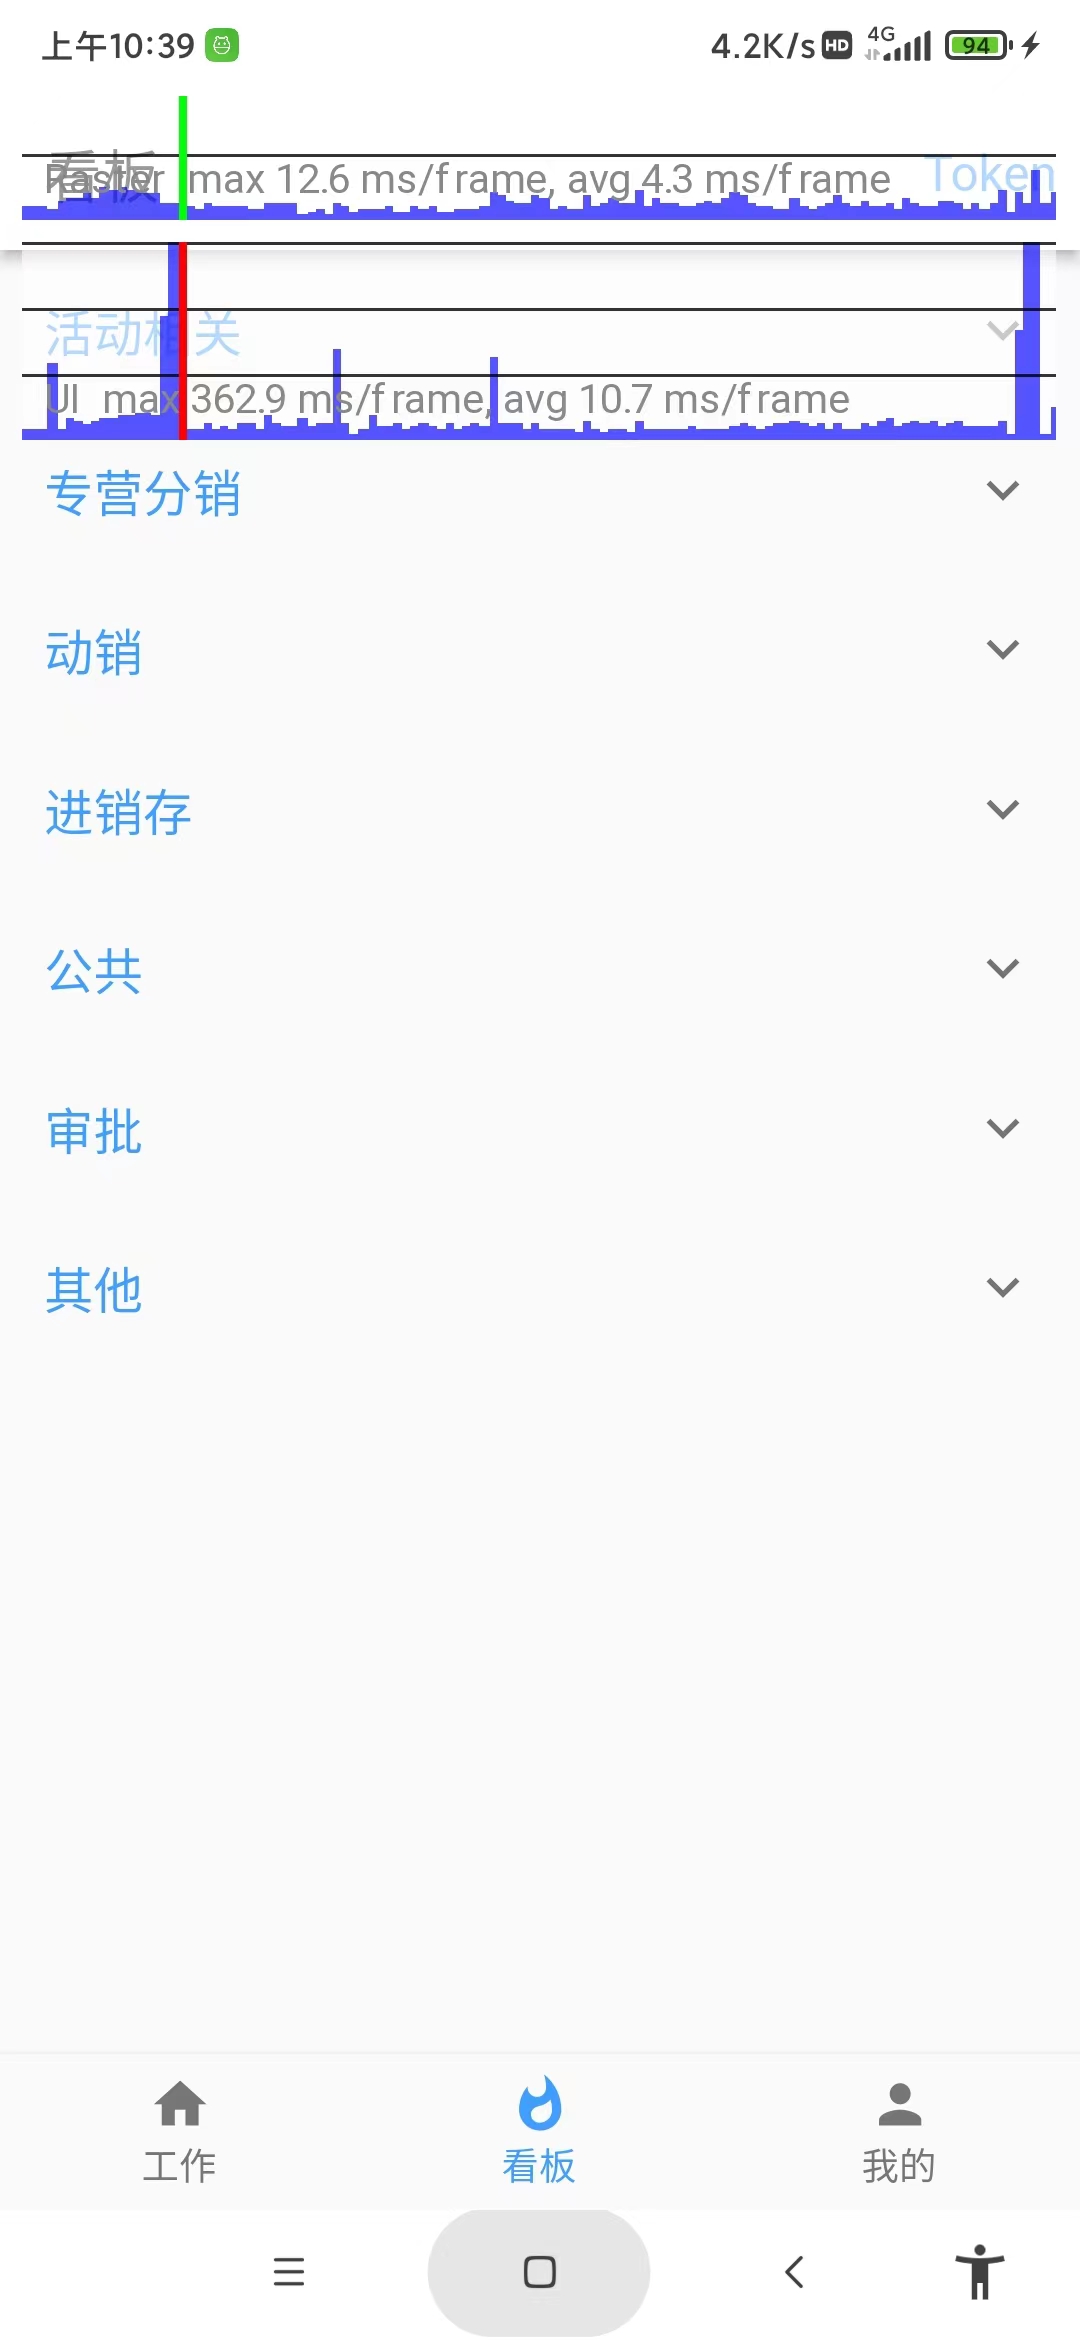 上午10:39
4.2K/s HD 4G 94
看板
Token
Raster max 12.6 ms/frame, avg 4.3 ms/frame
活动相关
UI max 362.9 ms/frame, avg 10.7 ms/frame
专营分销
动销
进销存
公共
审批
其他
工作
看板
我的